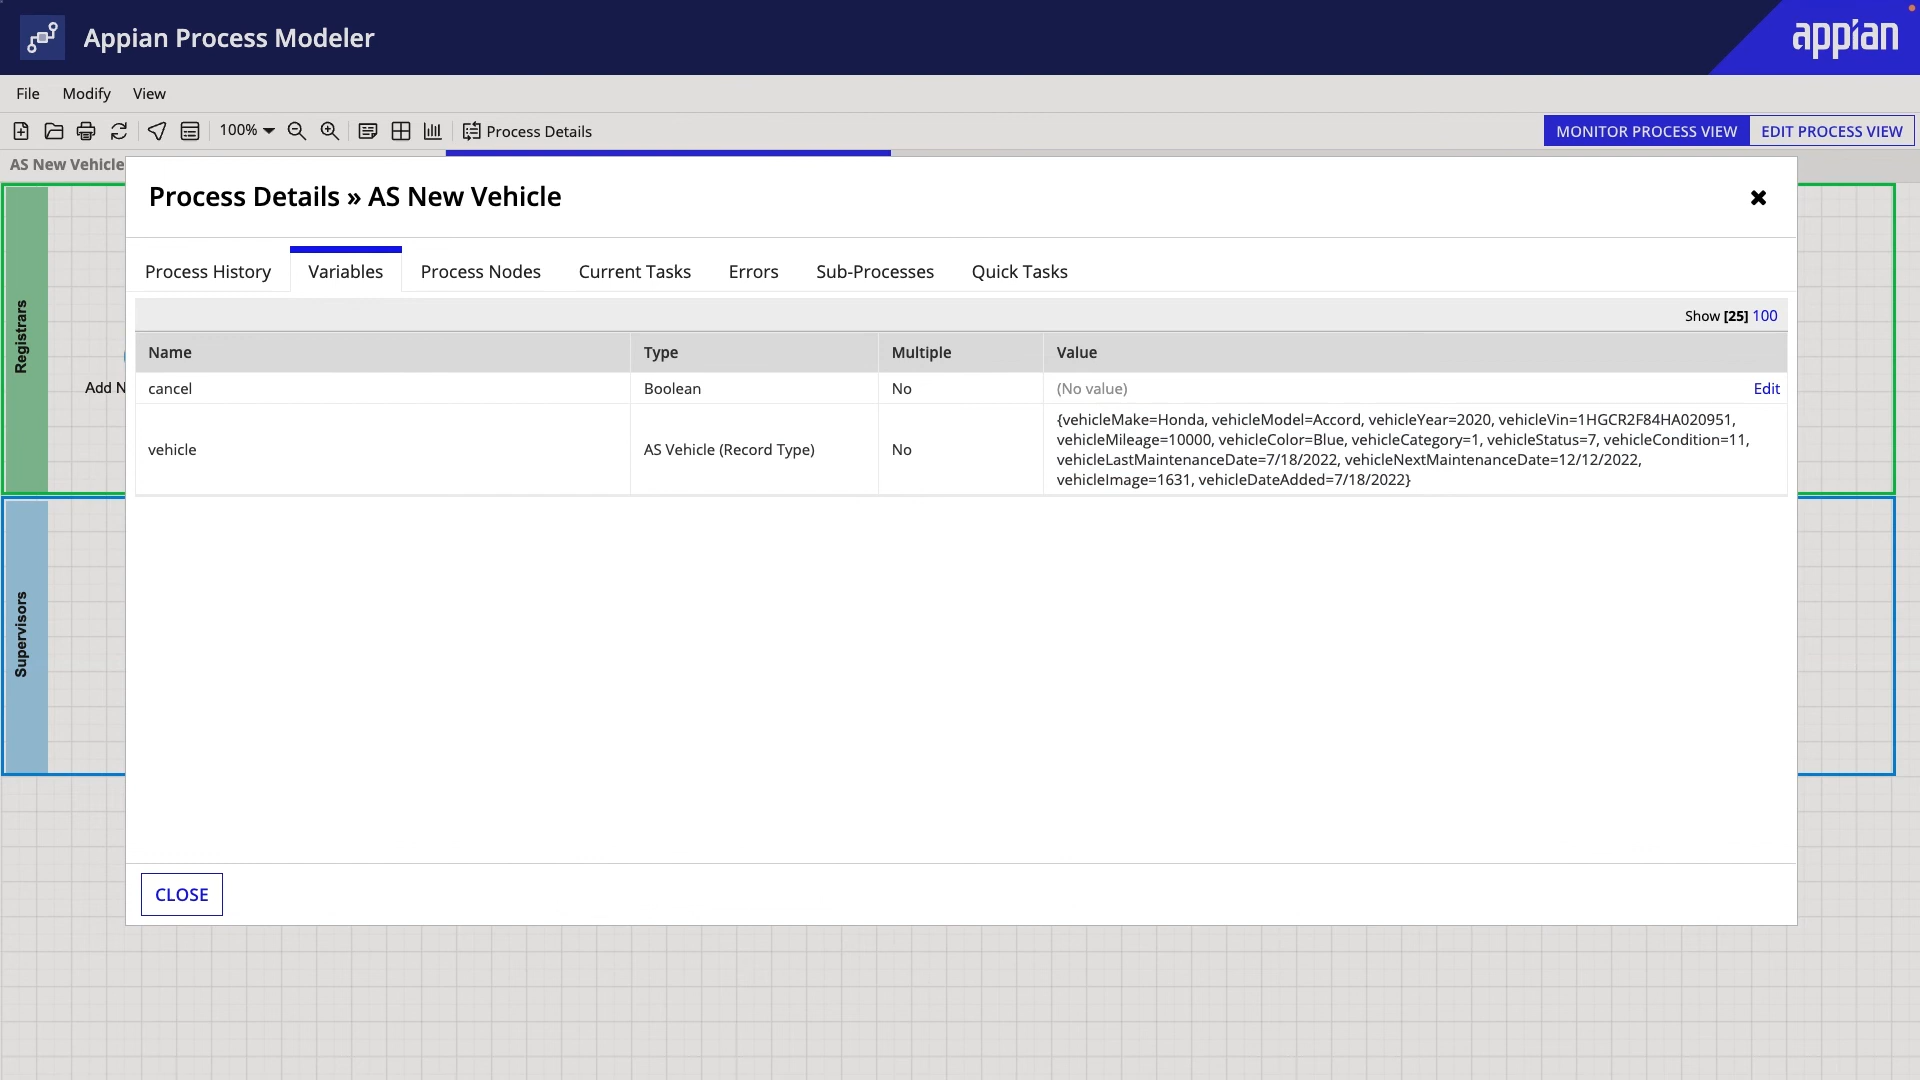 Appian Process Modeler
appian
File Modify View
100% Process Details MONITOR PROCESS VIEW EDIT PROCESS VIEW
AS New Vehicle
Process Details » AS New Vehicle
Process History Variables Process Nodes Current Tasks Errors Sub-Processes Quick Tasks
Show [25] 100
Name Type Multiple Value
cancel Boolean No (No value) Edit
vehicle AS Vehicle (Record Type) No
{vehicleMake=Honda, vehicleModel=Accord, vehicleYear=2020, vehicleVin=1HGCR2F84HA020951,
vehicleMileage=10000, vehicleColor=Blue, vehicleCategory=1, vehicleStatus=7, vehicleCondition=11,
vehicleLastMaintenanceDate=7/18/2022, vehicleNextMaintenanceDate=12/12/2022,
vehicleImage=1631, vehicleDateAdded=7/18/2022}
Registrars
Add N
Supervisors
CLOSE